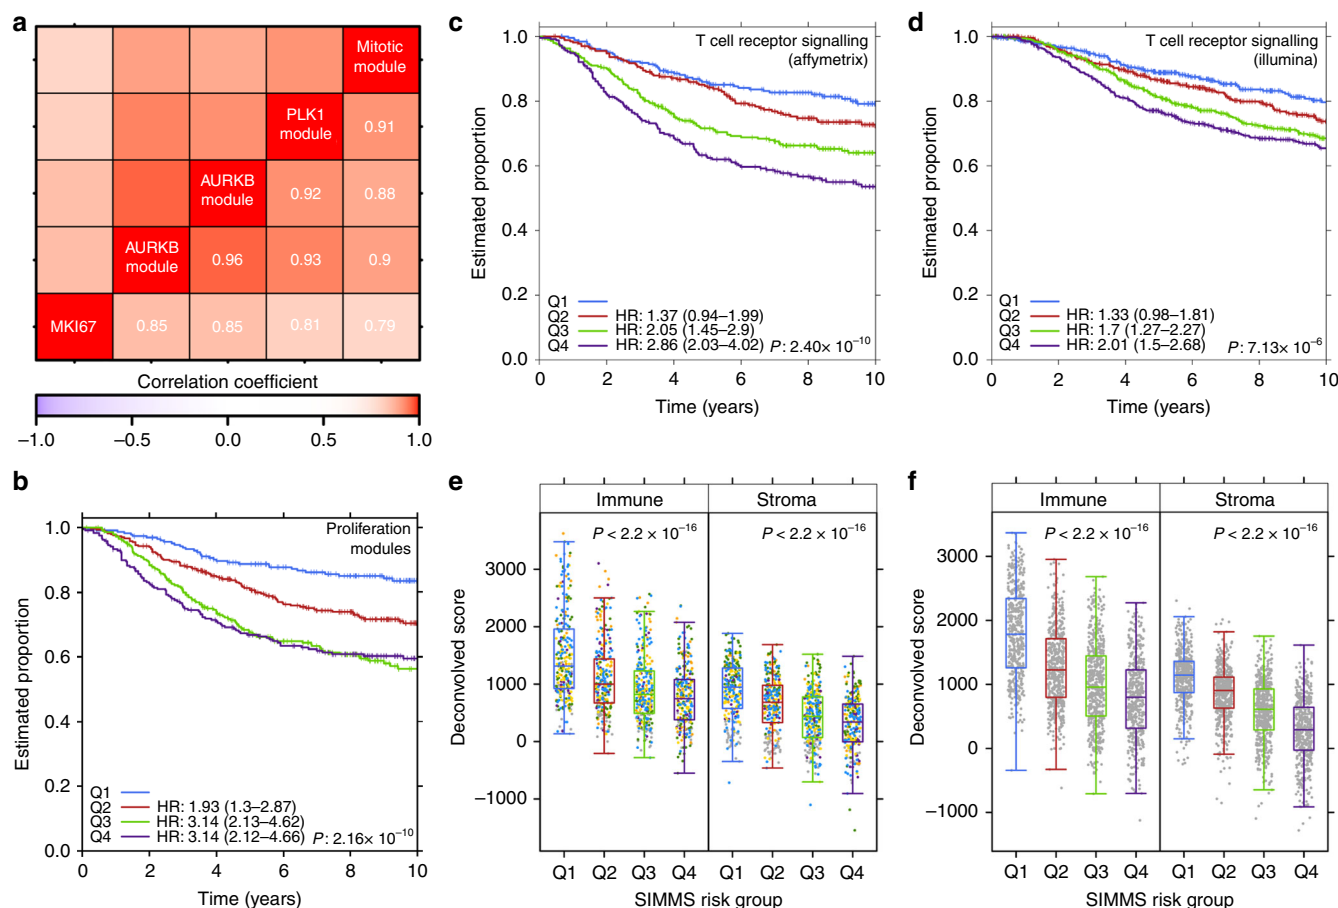 a
Mitotic
module
PLK1
module
0.91
AURKB
module
0.92
0.88
AURKB
module
0.96
0.93
0.9
MKI67
0.85
0.85
0.81
0.79
Correlation coefficient
−1.0
−0.5
0.0
0.5
1.0
b
Proliferation
modules
Estimated proportion
1.0
0.8
0.6
0.4
0.2
0.0
Q1
Q2 HR: 1.93 (1.3–2.87)
Q3 HR: 3.14 (2.13–4.62)
Q4 HR: 3.14 (2.12–4.66)
P: 2.16× 10−10
0 2 4 6 8 10
Time (years)
c
T cell receptor signalling
(affymetrix)
Estimated proportion
1.0
0.8
0.6
0.4
0.2
0.0
Q1
Q2 HR: 1.37 (0.94–1.99)
Q3 HR: 2.05 (1.45–2.9)
Q4 HR: 2.86 (2.03–4.02)
P: 2.40× 10−10
0 2 4 6 8 10
Time (years)
d
T cell receptor signalling
(illumina)
Estimated proportion
1.0
0.8
0.6
0.4
0.2
0.0
Q1
Q2 HR: 1.33 (0.98–1.81)
Q3 HR: 1.7 (1.27–2.27)
Q4 HR: 2.01 (1.5–2.68)
P: 7.13× 10−6
0 2 4 6 8 10
Time (years)
e
Immune Stroma
P < 2.2 × 10−16 P < 2.2 × 10−16
Deconvolved score
3000
2000
1000
0
−1000
Q1 Q2 Q3 Q4 Q1 Q2 Q3 Q4
SIMMS risk group
f
Immune Stroma
P < 2.2 × 10−16 P < 2.2 × 10−16
Deconvolved score
3000
2000
1000
0
−1000
Q1 Q2 Q3 Q4 Q1 Q2 Q3 Q4
SIMMS risk group